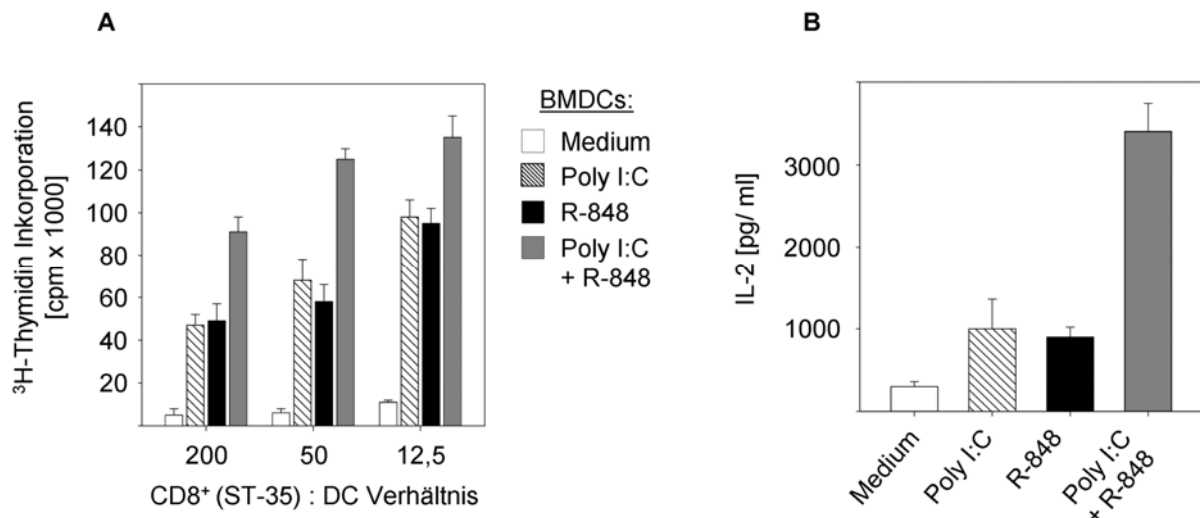 A
³H-Thymidin Inkorporation
[cpm x 1000]
140
120
100
80
60
40
20
200
50
12,5
CD8⁺ (ST-35) : DC Verhältnis
BMDCs:
Medium
Poly I:C
R-848
Poly I:C
+ R-848
B
IL-2 [pg/ ml]
3000
2000
1000
Medium
Poly I:C
R-848
Poly I:C
+ R-848